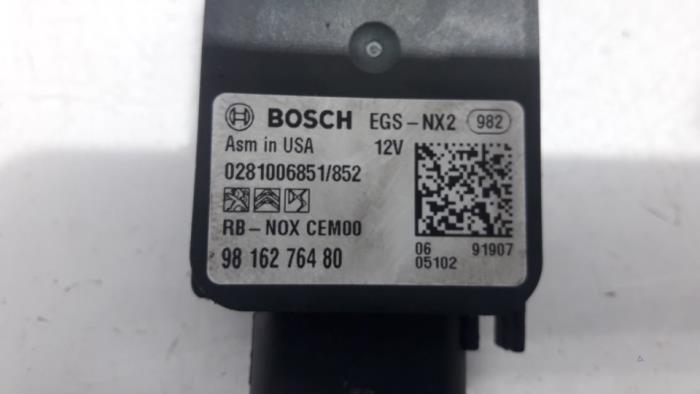 BOSCH EGS-NX2 982
Asm in USA 12V
0281006851/852
RB-NOX CEM00
98 162 764 80
06 91907
05102